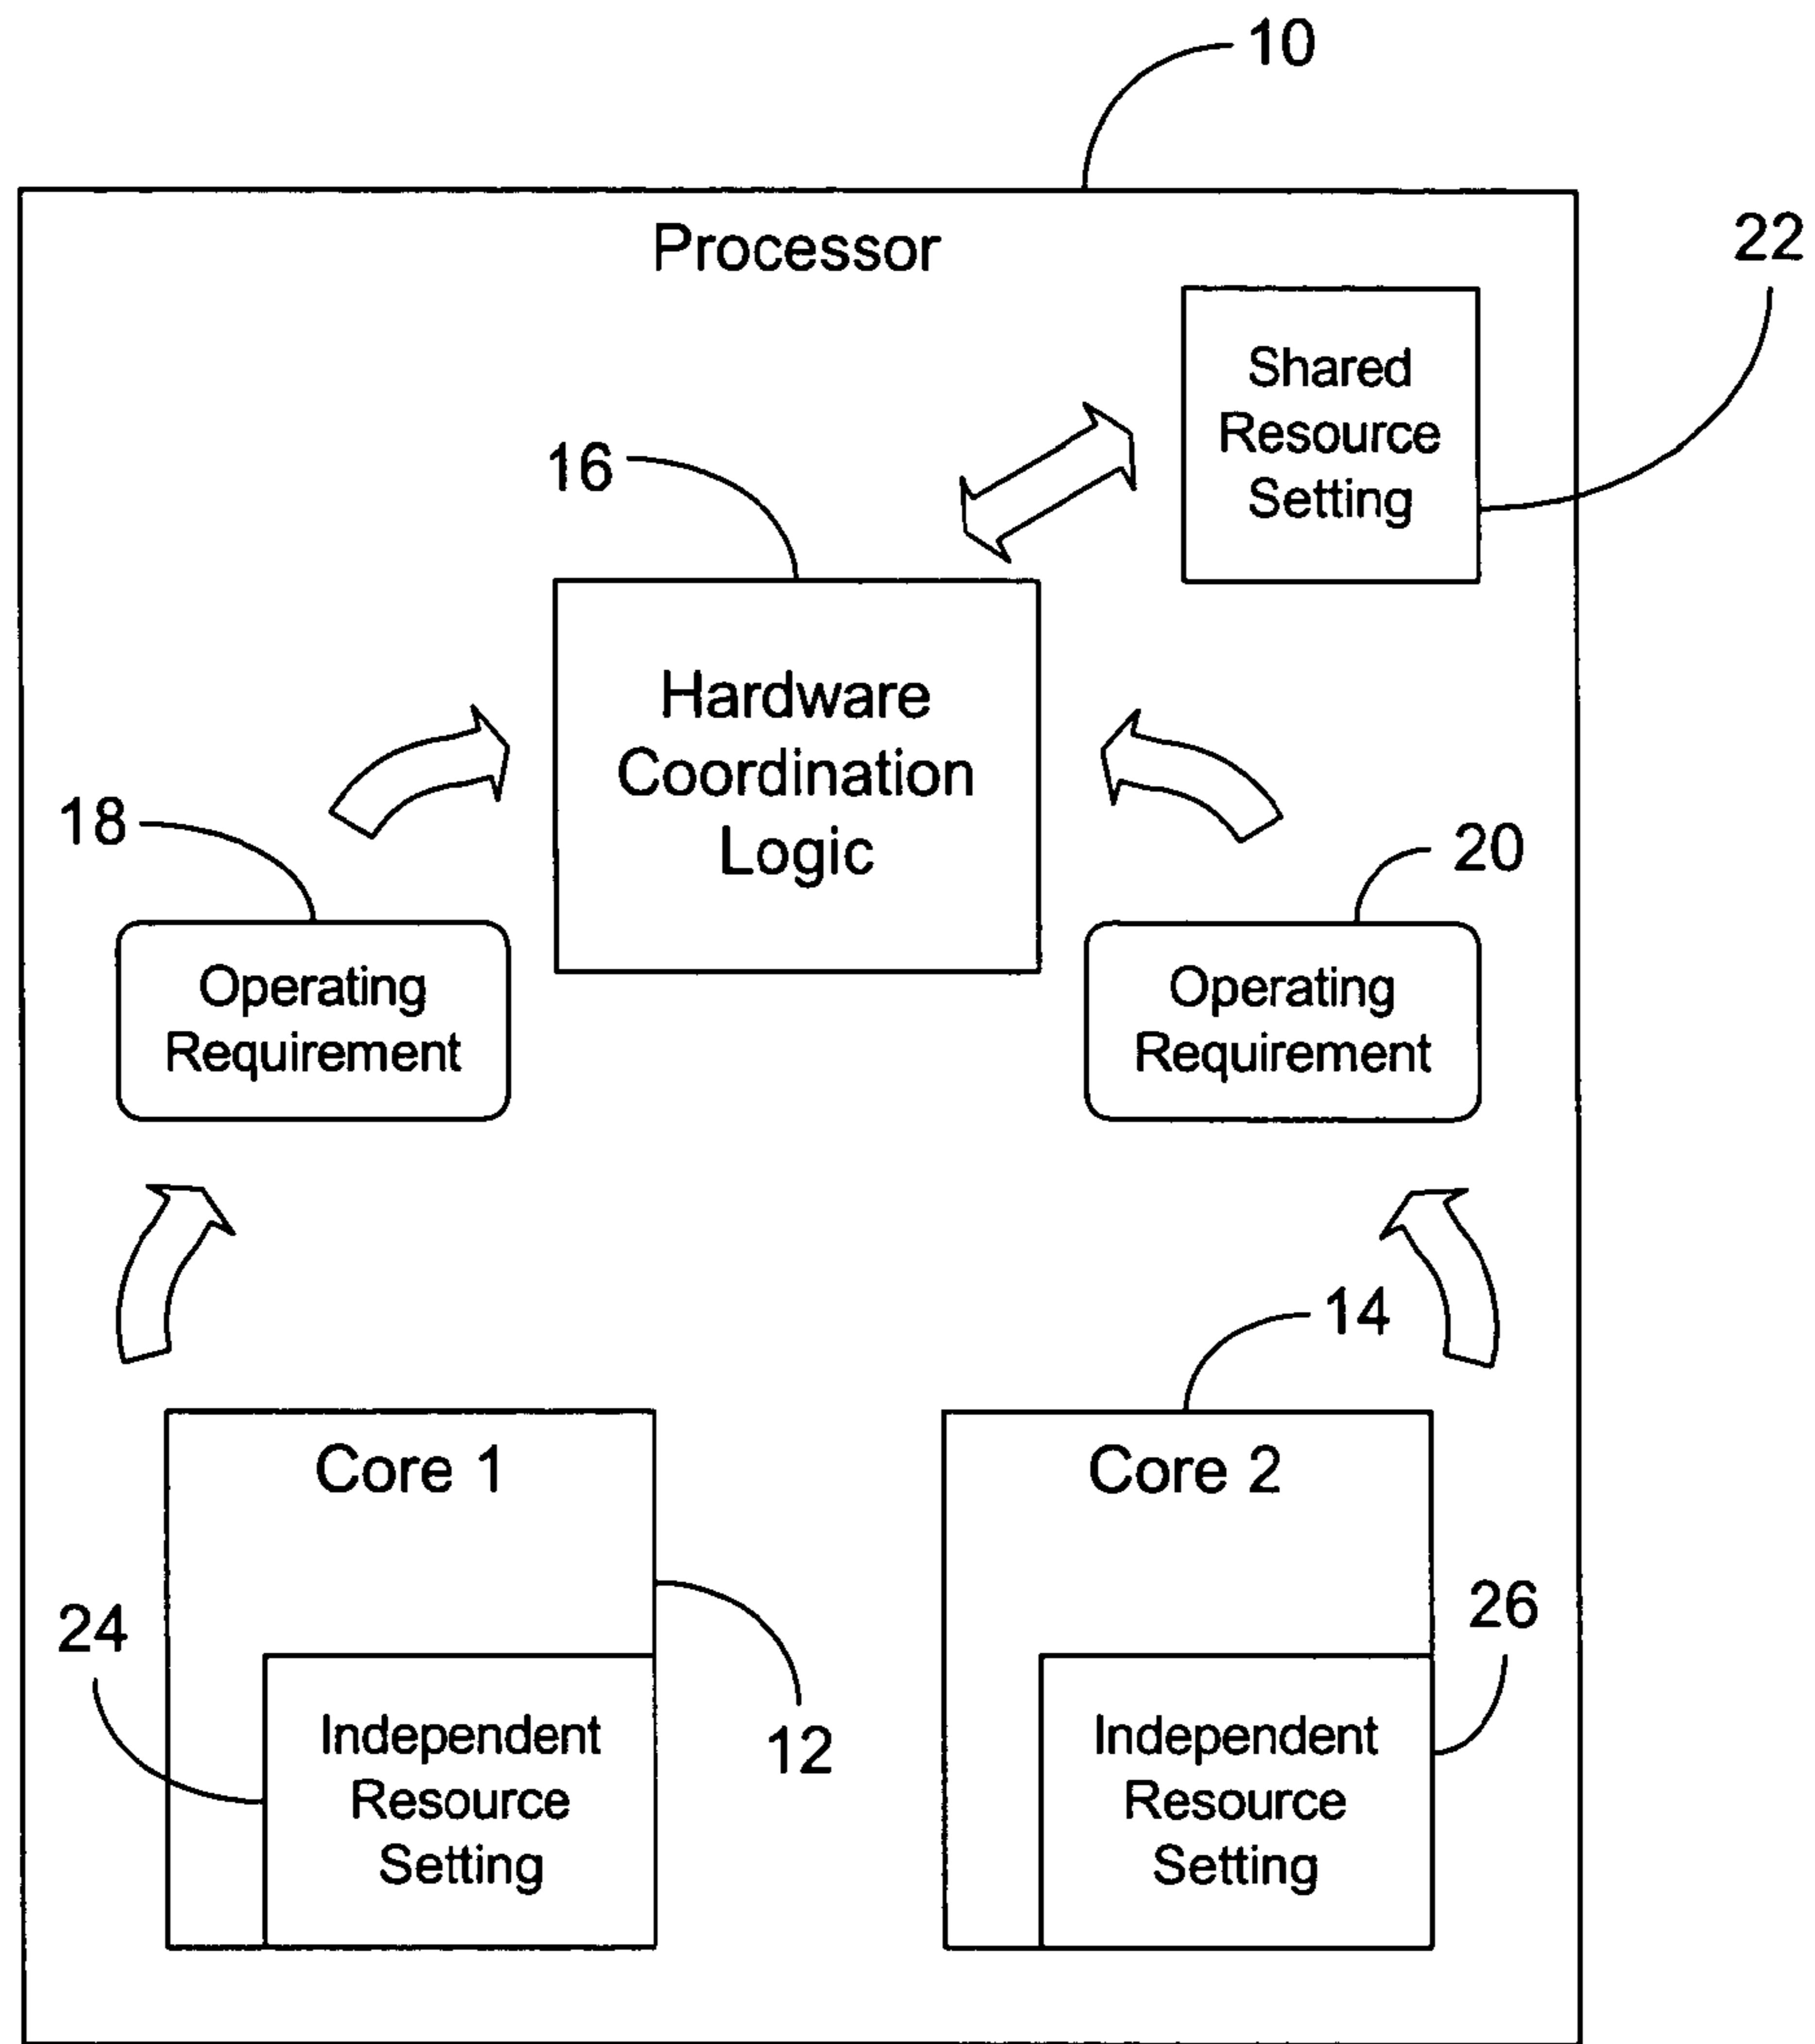 10
Processor
22
Shared
Resource
Setting
16
Hardware
Coordination
Logic
18
20
Operating
Requirement
Operating
Requirement
14
Core 1
Core 2
24
26
12
Independent
Resource
Setting
Independent
Resource
Setting